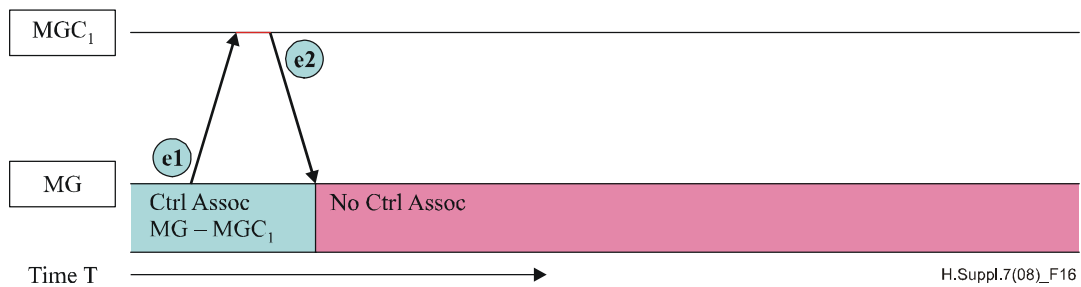 MGC₁
e2
e1
MG
Ctrl Assoc
MG – MGC₁
No Ctrl Assoc
Time T
H.Suppl.7(08)_F16